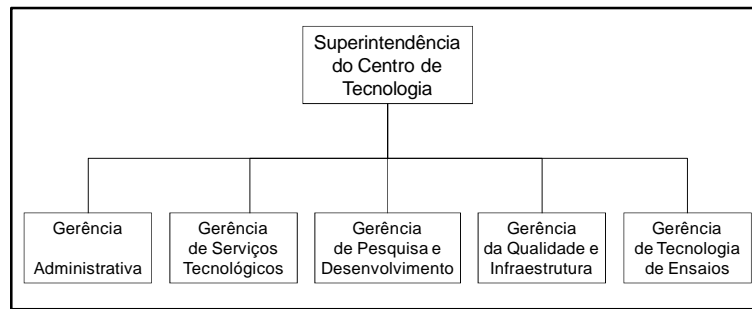 Superintendência
do Centro de
Tecnologia
Gerência
Administrativa
Gerência
de Serviços
Tecnológicos
Gerência
de Pesquisa e
Desenvolvimento
Gerência
da Qualidade e
Infraestrutura
Gerência
de Tecnologia
de Ensaios